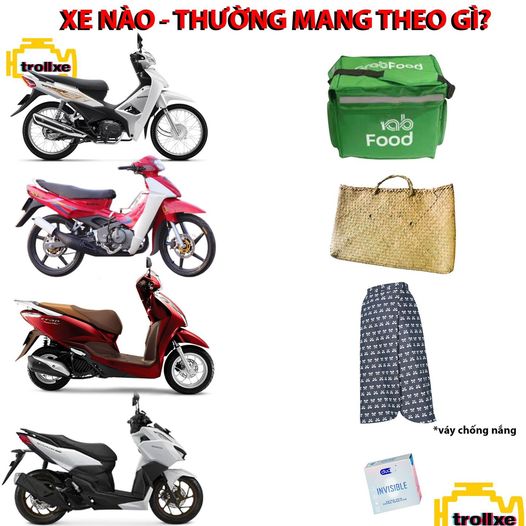 XE NÀO - THƯỜNG MANG THEO GÌ?
trollxe
GrabFood
rab
Food
*váy chống nắng
INVISIBLE
trollxe